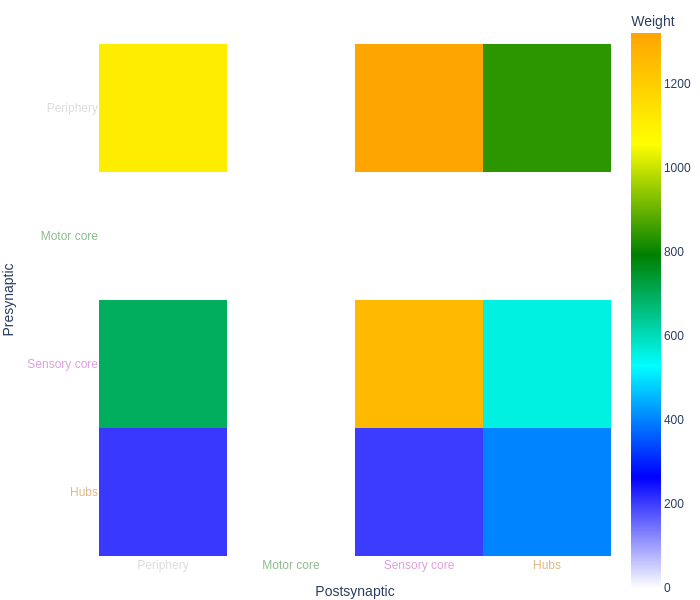 Weight
1200
1000
800
600
400
200
0
Periphery
Motor core
Sensory core
Hubs
Presynaptic
Periphery
Motor core
Sensory core
Hubs
Postsynaptic